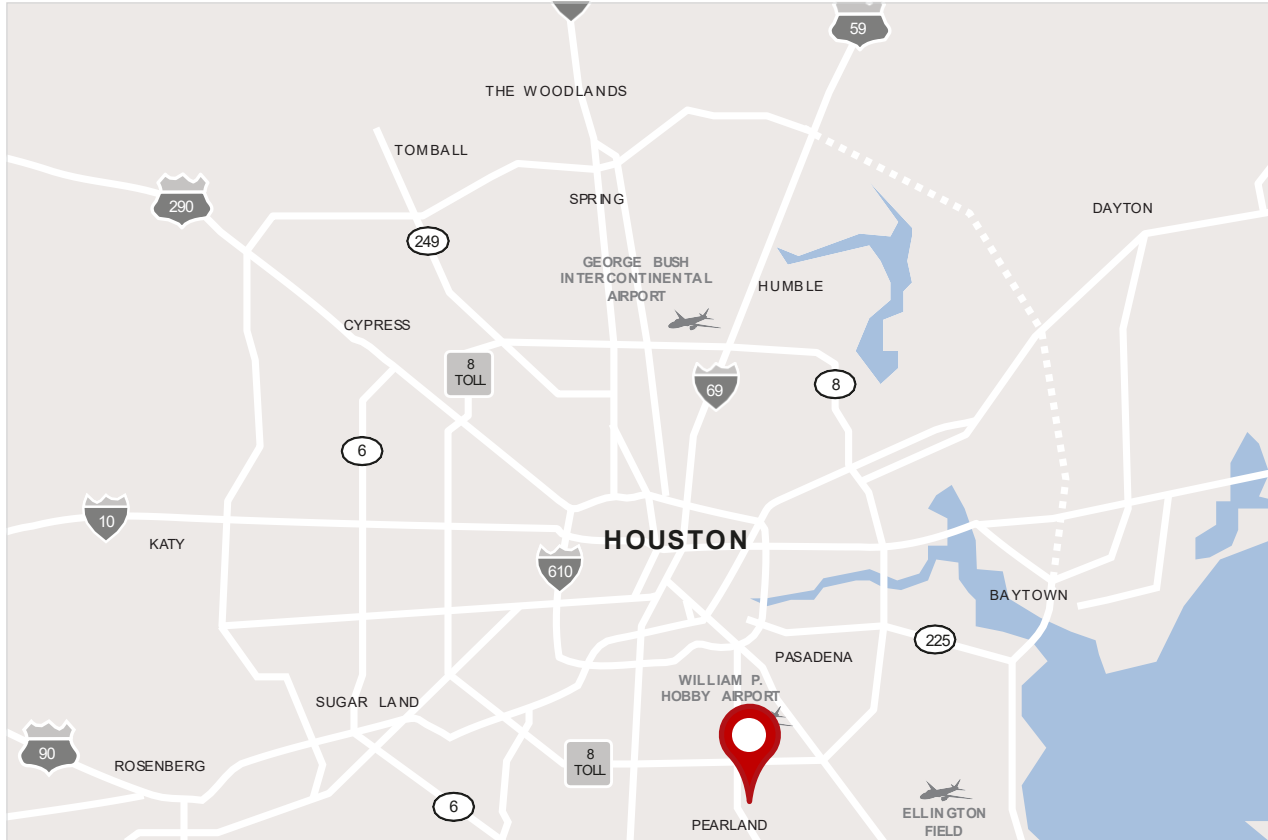 59
THE WOODLANDS
TOMBALL
SPRING
290
DAYTON
249
GEORGE BUSH
INTERCONTINENTAL
AIRPORT
HUMBLE
CYPRESS
8
TOLL
69
8
6
10
KATY
HOUSTON
610
BAYTOWN
225
PASADENA
WILLIAM P.
HOBBY AIRPORT
SUGAR LAND
90
ROSENBERG
8
TOLL
6
PEARLAND
ELLINGTON
FIELD